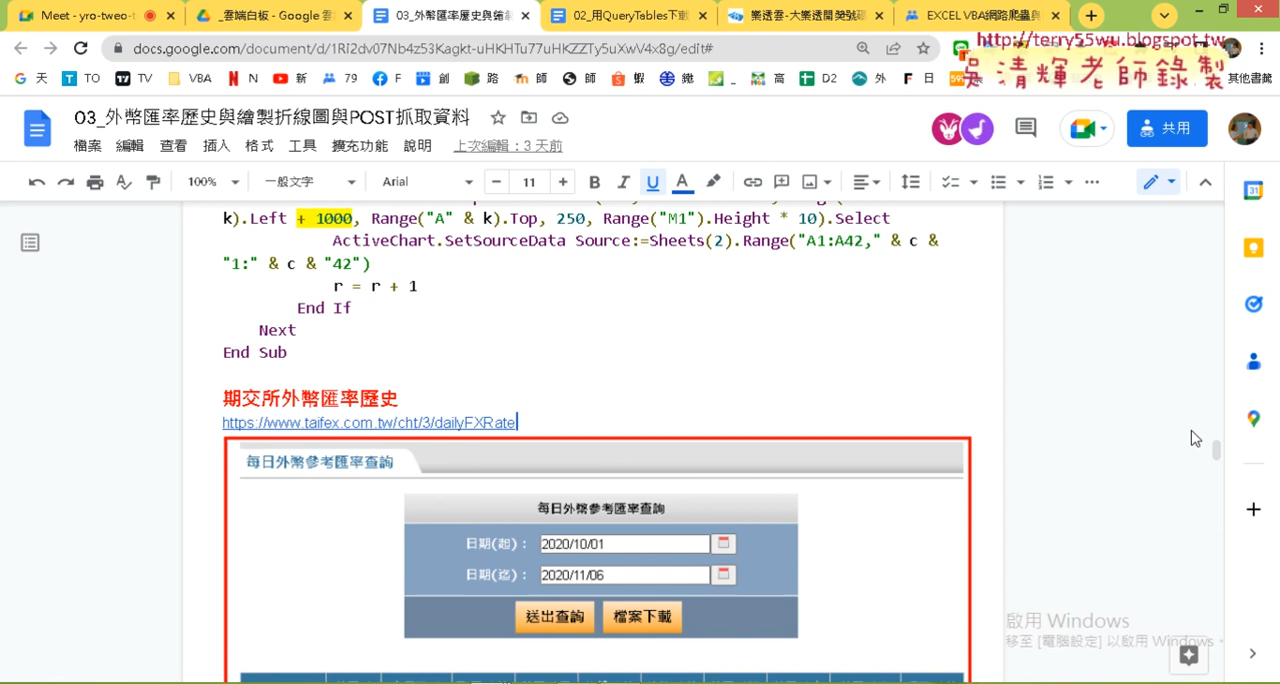 Meet - yro-tweo-t
_雲端白板 - Google 雲
03_外幣匯率歷史與繪
02_用QueryTables下載
樂透雲-大樂透開獎號碼
EXCEL VBA網路爬蟲與
docs.google.com/document/d/1Ri2dv07Nb4z53Kagkt-uHKHTu77uHKZZTy5uXwV4x8g/edit#
http://terry55wu.blogspot.tw
吳清輝老師錄製
天 TO TV VBA N 新 79 F 創 路 師 師 蝦 鐵 _ 高 D2 外 日 其他書籤
03_外幣匯率歷史與繪製折線圖與POST抓取資料
檔案 編輯 查看 插入 格式 工具 擴充功能 說明 上次編輯：3 天前
共用
100% 一般文字 Arial 11
k).Left + 1000, Range("A" & k).Top, 250, Range("M1").Height * 10).Select
ActiveChart.SetSourceData Source:=Sheets(2).Range("A1:A42," & c &
"1:" & c & "42")
r = r + 1
End If
Next
End Sub
期交所外幣匯率歷史
https://www.taifex.com.tw/cht/3/dailyFXRate
每日外幣參考匯率查詢
每日外幣參考匯率查詢
日期(起)： 2020/10/01
日期(迄)： 2020/11/06
送出查詢 檔案下載
啟用 Windows
移至 [電腦設定] 以啟用 Windows。